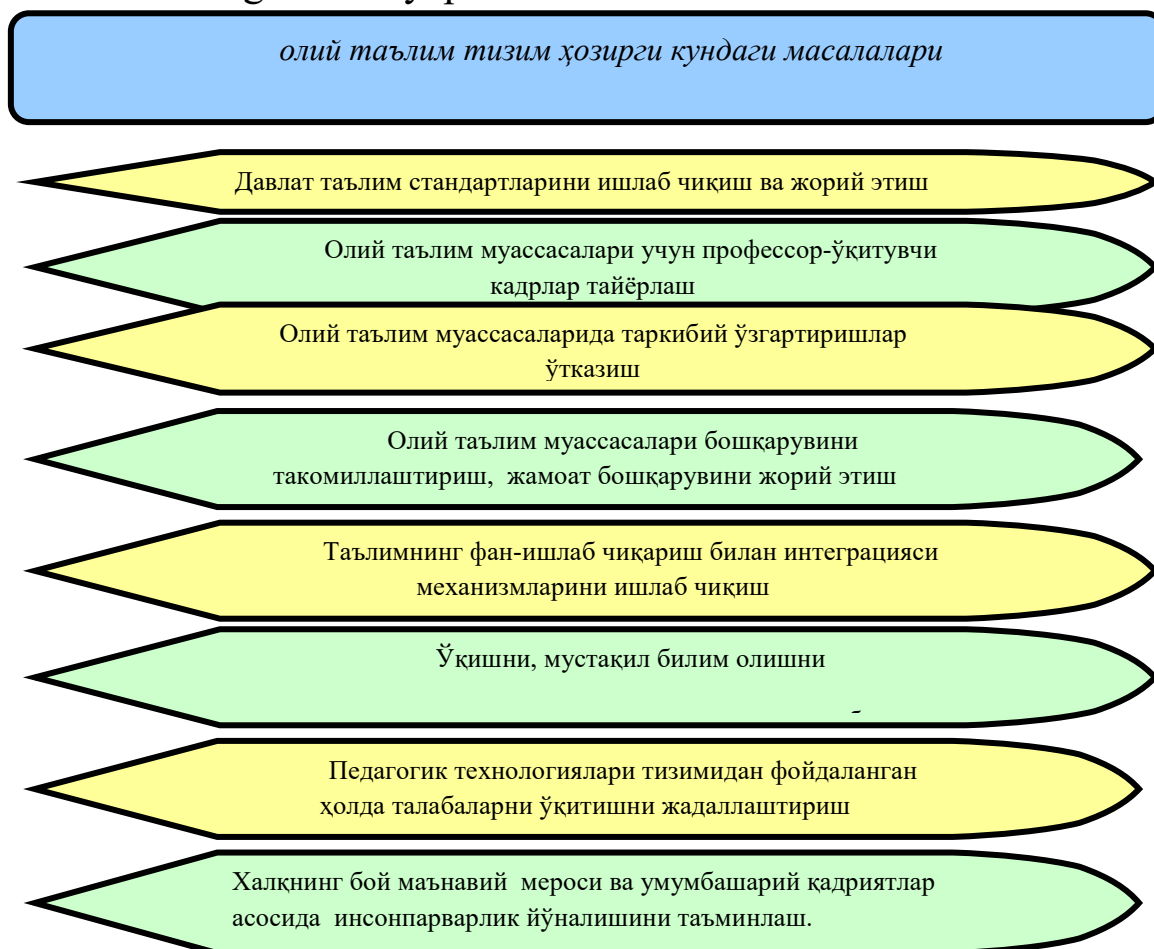 олий таълим тизим ҳозирги кундаги масалалари
Давлат таълим стандартларини ишлаб чиқиш ва жорий этиш
Олий таълим муассасалари учун профессор-ўқитувчи
кадрлар тайёрлаш
Олий таълим муассасаларида таркибий ўзгартиришлар
ўтказиш
Олий таълим муассасалари бошқарувини
такомиллаштириш, жамоат бошқарувини жорий этиш
Таълимнинг фан-ишлаб чиқариш билан интеграцияси
механизмларини ишлаб чиқиш
Ўқишни, мустақил билим олишни
Педагогик технологиялари тизимидан фойдаланган
ҳолда талабаларни ўқитишни жадаллаштириш
Халқнинг бой маънавий мероси ва умумбашарий қадриятлар
асосида инсонпарварлик йўналишини таъминлаш.